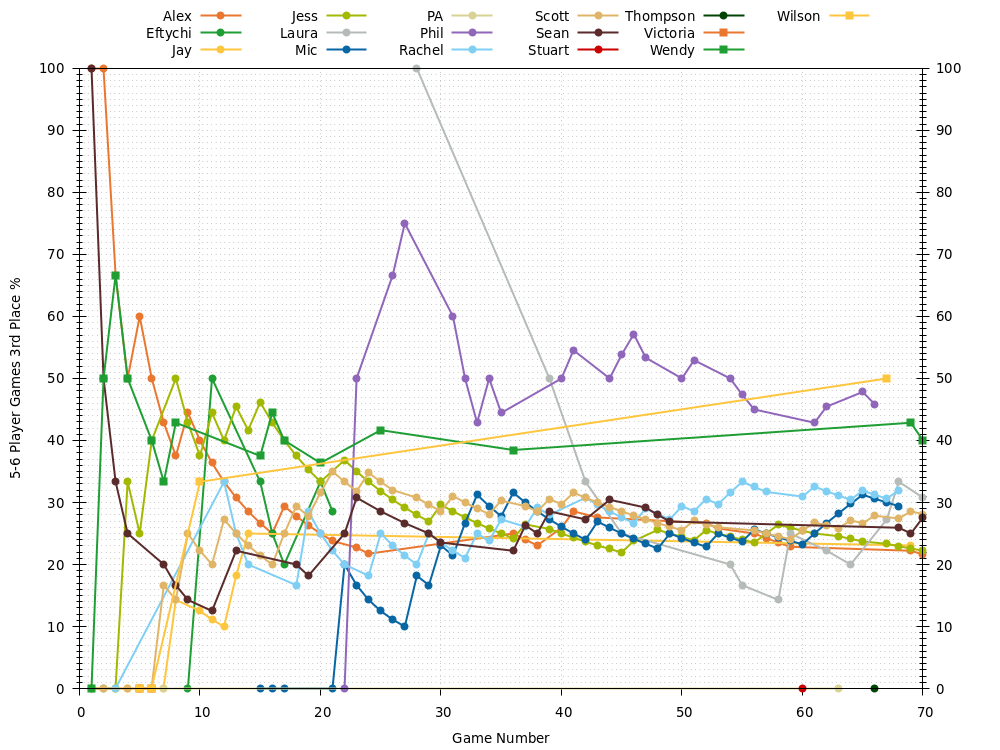 Alex Jess PA Scott Thompson Wilson
Eftychi Laura Phil Sean Victoria
Jay Mic Rachel Stuart Wendy
100 100
90 90
80 80
70 70
60 60
50 50
40 40
30 30
20 20
10 10
0 0
0 10 20 30 40 50 60 70
5-6 Player Games 3rd Place %
Game Number